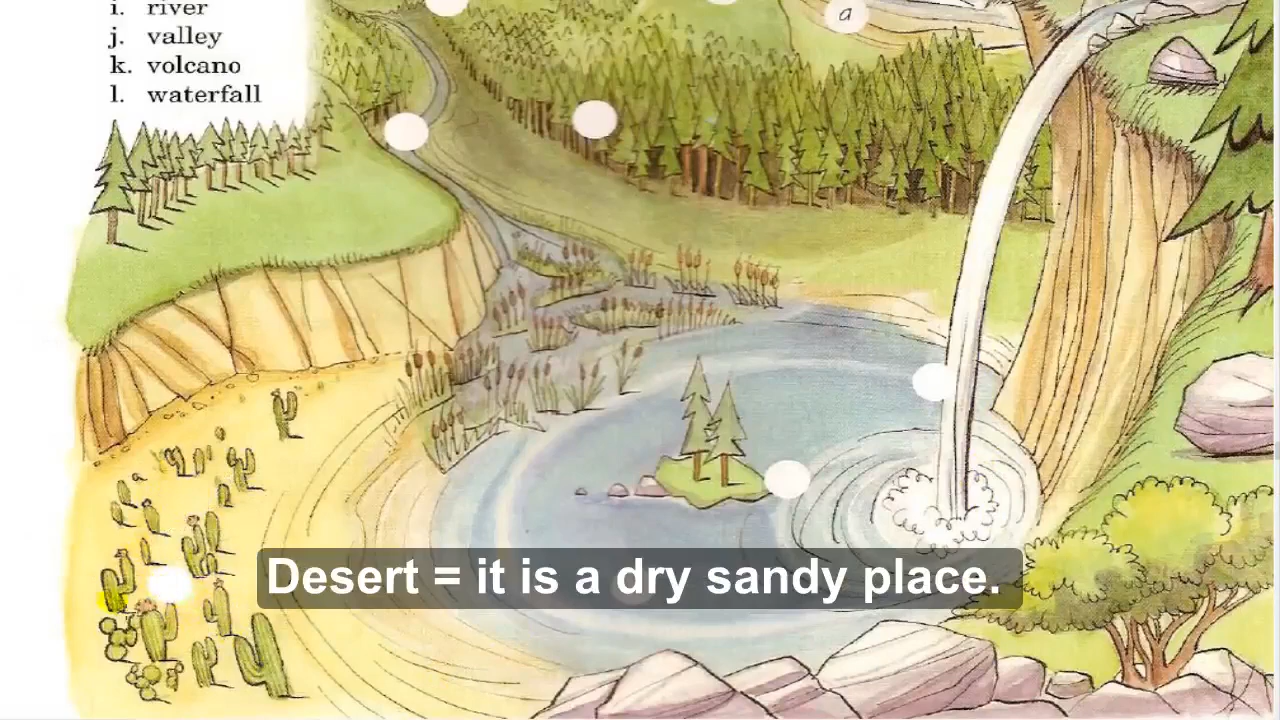 i. river
j. valley
k. volcano
l. waterfall
a
Desert = it is a dry sandy place.